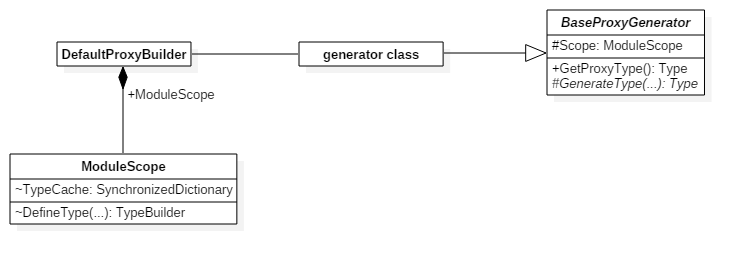 BaseProxyGenerator
#Scope: ModuleScope
+GetProxyType(): Type
#GenerateType(...): Type
DefaultProxyBuilder
generator class
+ModuleScope
ModuleScope
~TypeCache: SynchronizedDictionary
~DefineType(...): TypeBuilder